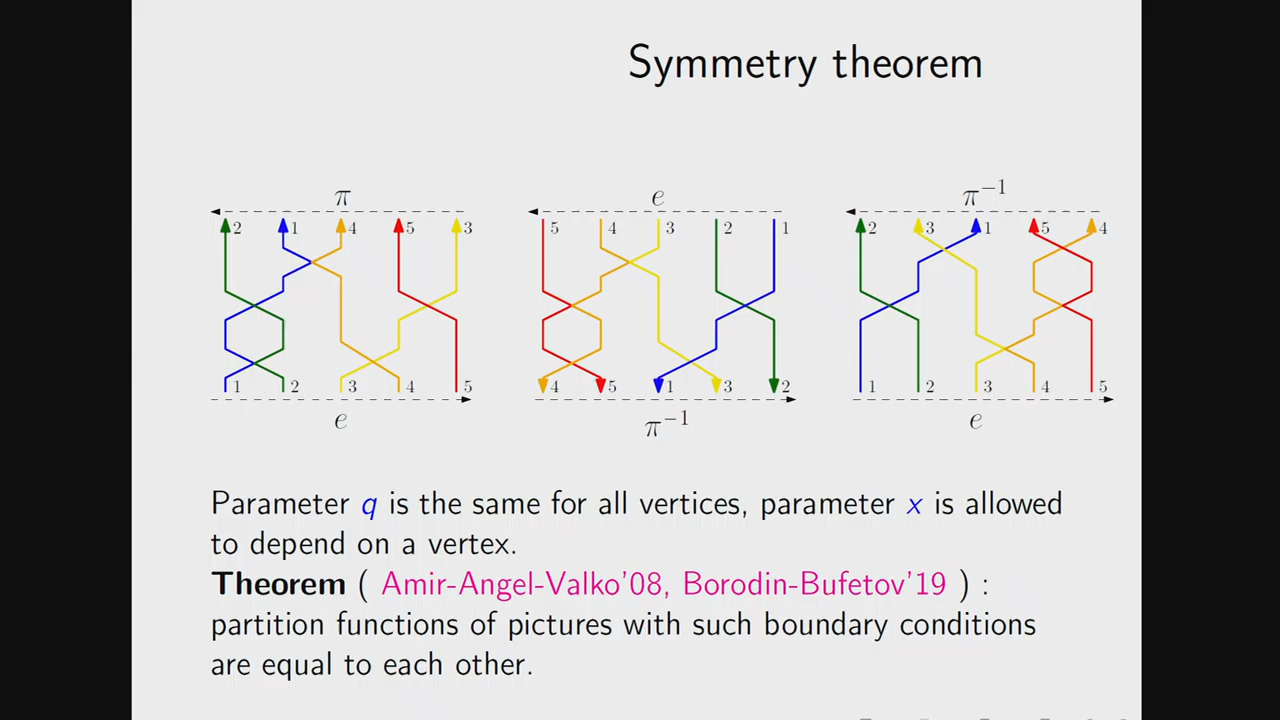 Symmetry theorem
π e π⁻¹
2 1 4 5 3 5 4 3 2 1 2 3 1 5 4
1 2 3 4 5 4 5 1 3 2 1 2 3 4 5
e π⁻¹ e
Parameter q is the same for all vertices, parameter x is allowed
to depend on a vertex.
Theorem ( Amir-Angel-Valko'08, Borodin-Bufetov'19 ) :
partition functions of pictures with such boundary conditions
are equal to each other.